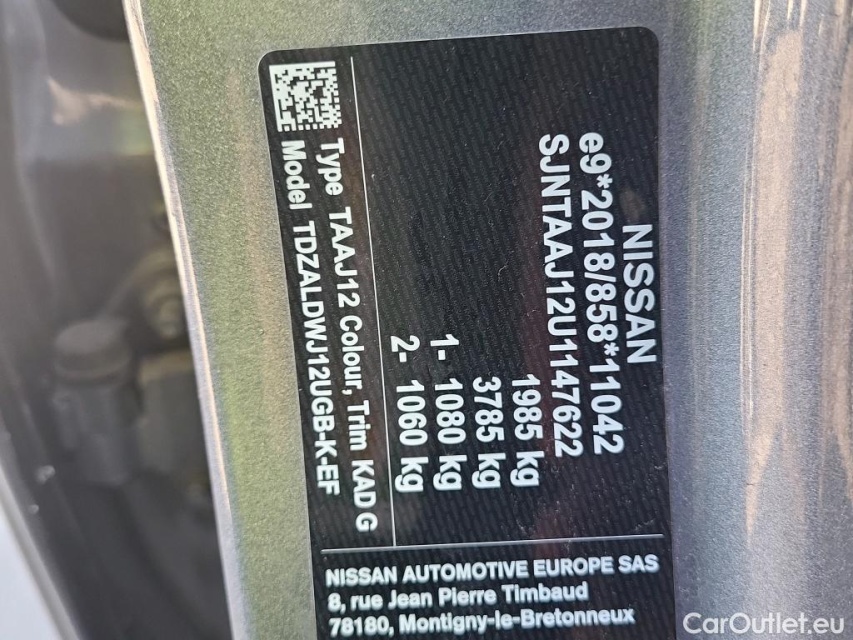 NISSAN
e9*2018/858*11042
SJNTAAJ12U1147622
1985 kg
3785 kg
1- 1080 kg
2- 1060 kg
Type TAAJ12 Colour, Trim KAD G
Model TDZALDWJ12UGB-K-EF
NISSAN AUTOMOTIVE EUROPE SAS
8, rue Jean Pierre Timbaud
78180, Montigny-le-Bretonneux
CarOutlet.eu